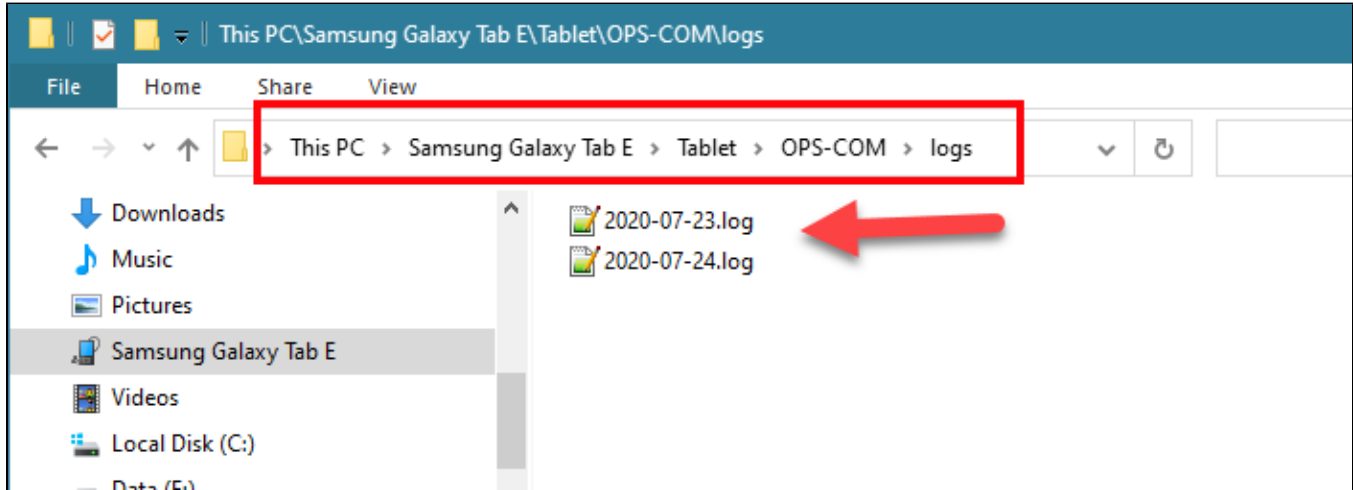 This PC\Samsung Galaxy Tab E\Tablet\OPS-COM\logs
File Home Share View
This PC > Samsung Galaxy Tab E > Tablet > OPS-COM > logs
Downloads
Music
Pictures
Samsung Galaxy Tab E
Videos
Local Disk (C:)
2020-07-23.log
2020-07-24.log